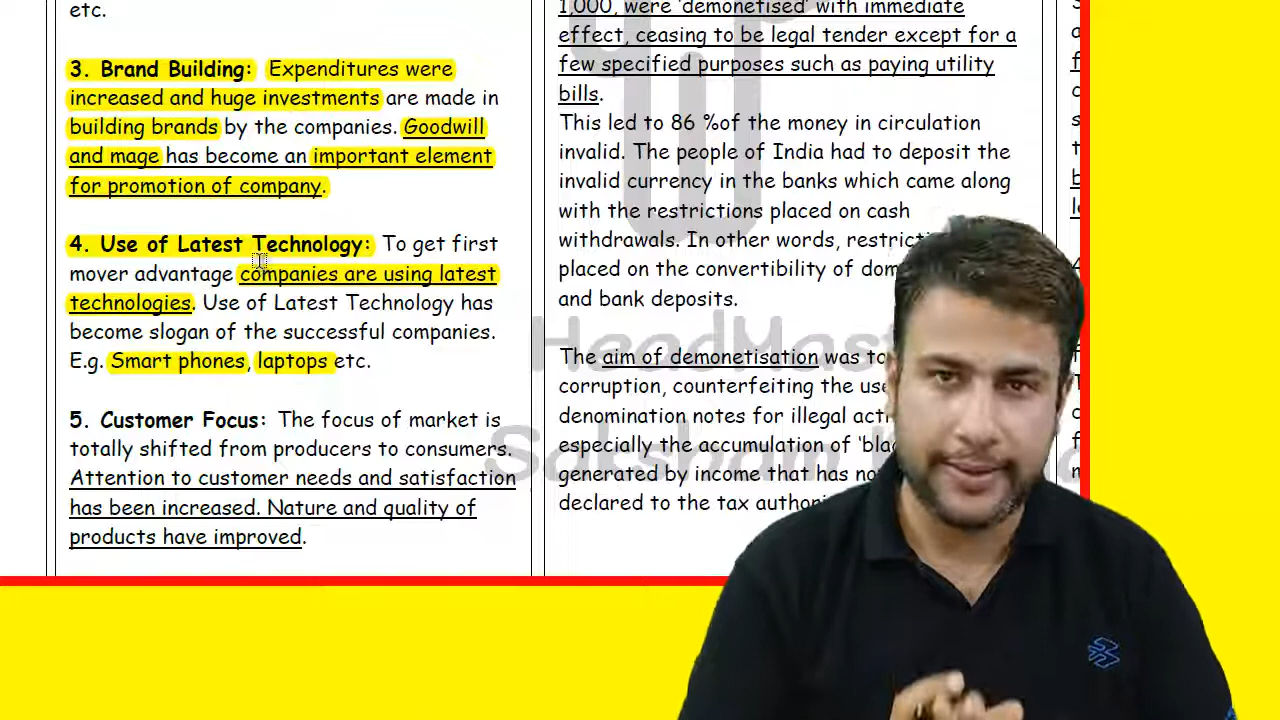 etc.
3. Brand Building: Expenditures were
increased and huge investments are made in
building brands by the companies. Goodwill
and mage has become an important element
for promotion of company.
4. Use of Latest Technology: To get first
mover advantage companies are using latest
technologies. Use of Latest Technology has
become slogan of the successful companies.
E.g. Smart phones, laptops etc.
5. Customer Focus: The focus of market is
totally shifted from producers to consumers.
Attention to customer needs and satisfaction
has been increased. Nature and quality of
products have improved.
1,000, were ‘demonetised’ with immediate
effect, ceasing to be legal tender except for a
few specified purposes such as paying utility
bills.
This led to 86 %of the money in circulation
invalid. The people of India had to deposit the
invalid currency in the banks which came along
with the restrictions placed on cash
withdrawals. In other words,
placed on the convertibility of
and bank deposits.
The aim of demonetisation was to
corruption, counterfeiting the
denomination notes for illegal
especially the accumulation of
generated by income that has
declared to the tax
Saksham